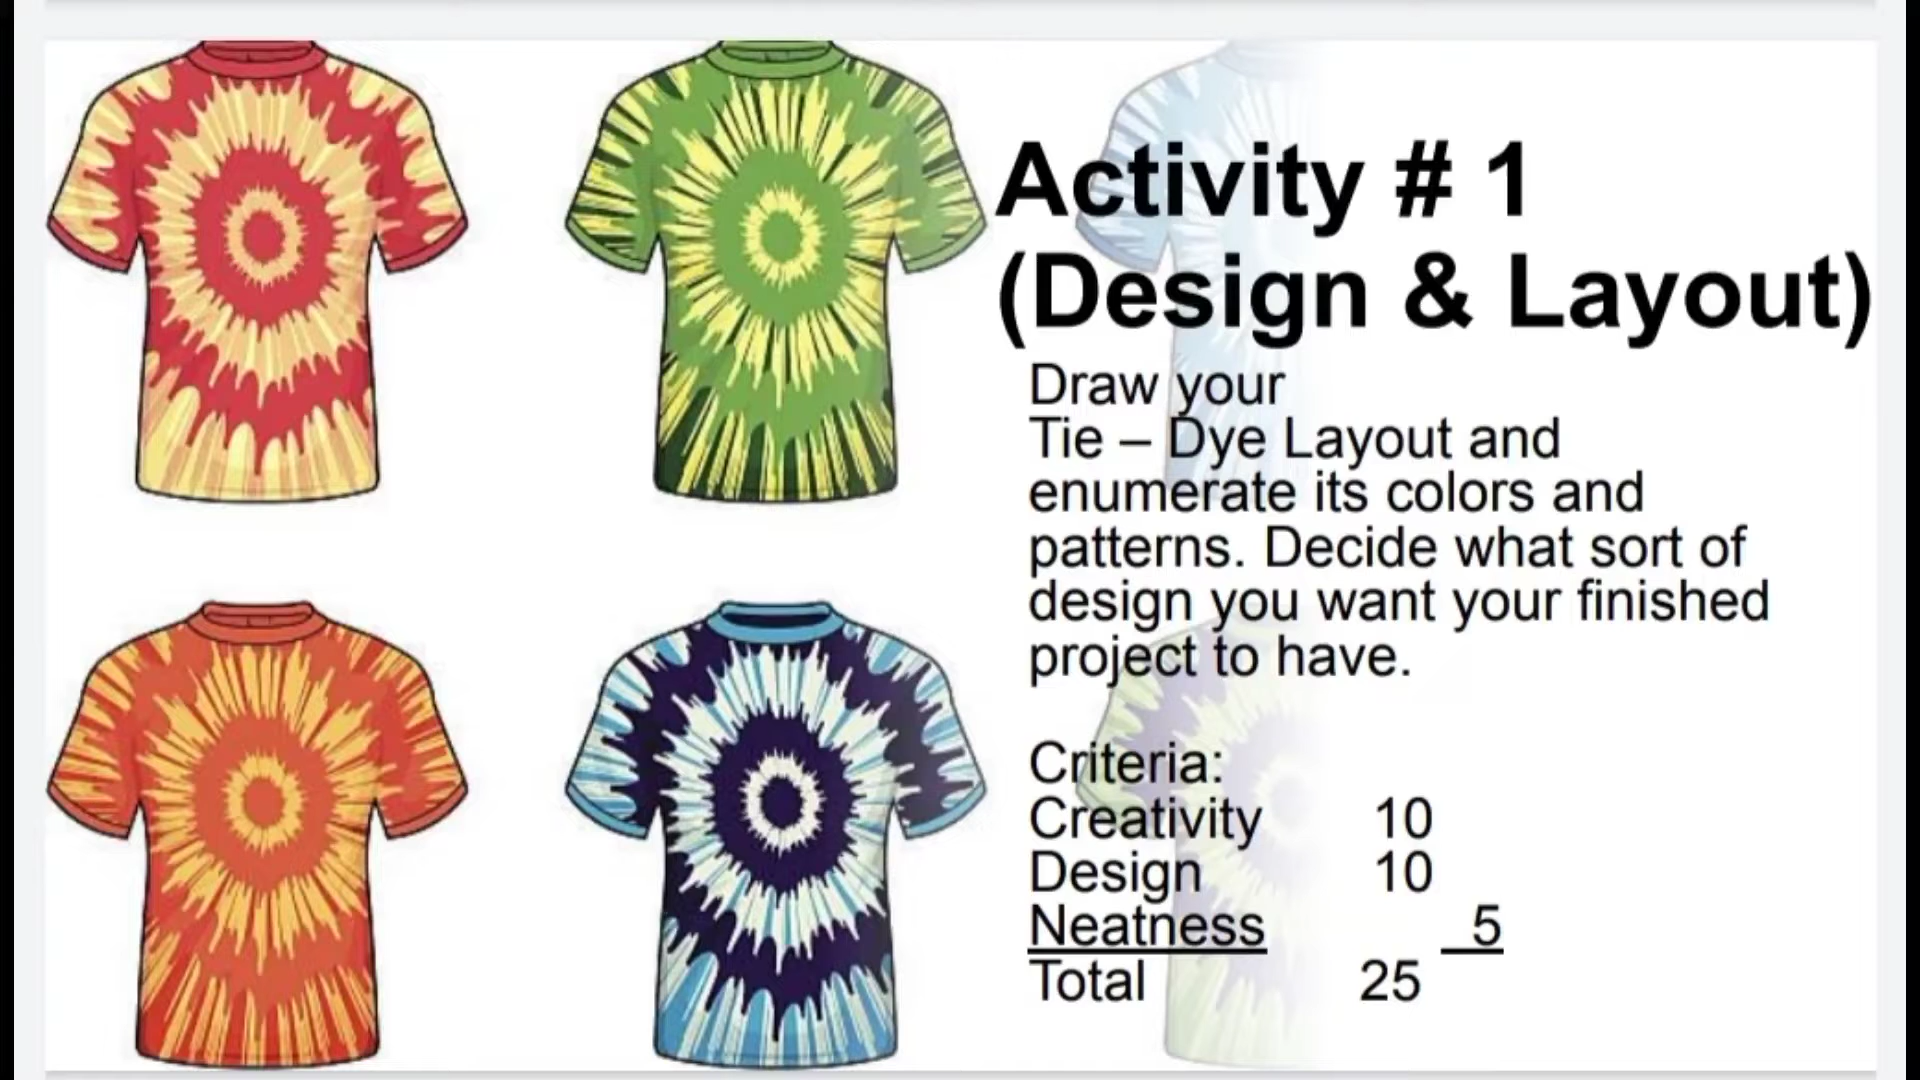 Activity # 1
(Design & Layout)
Draw your
Tie – Dye Layout and
enumerate its colors and
patterns. Decide what sort of
design you want your finished
project to have.
Criteria:
Creativity 10
Design 10
Neatness 5
Total 25